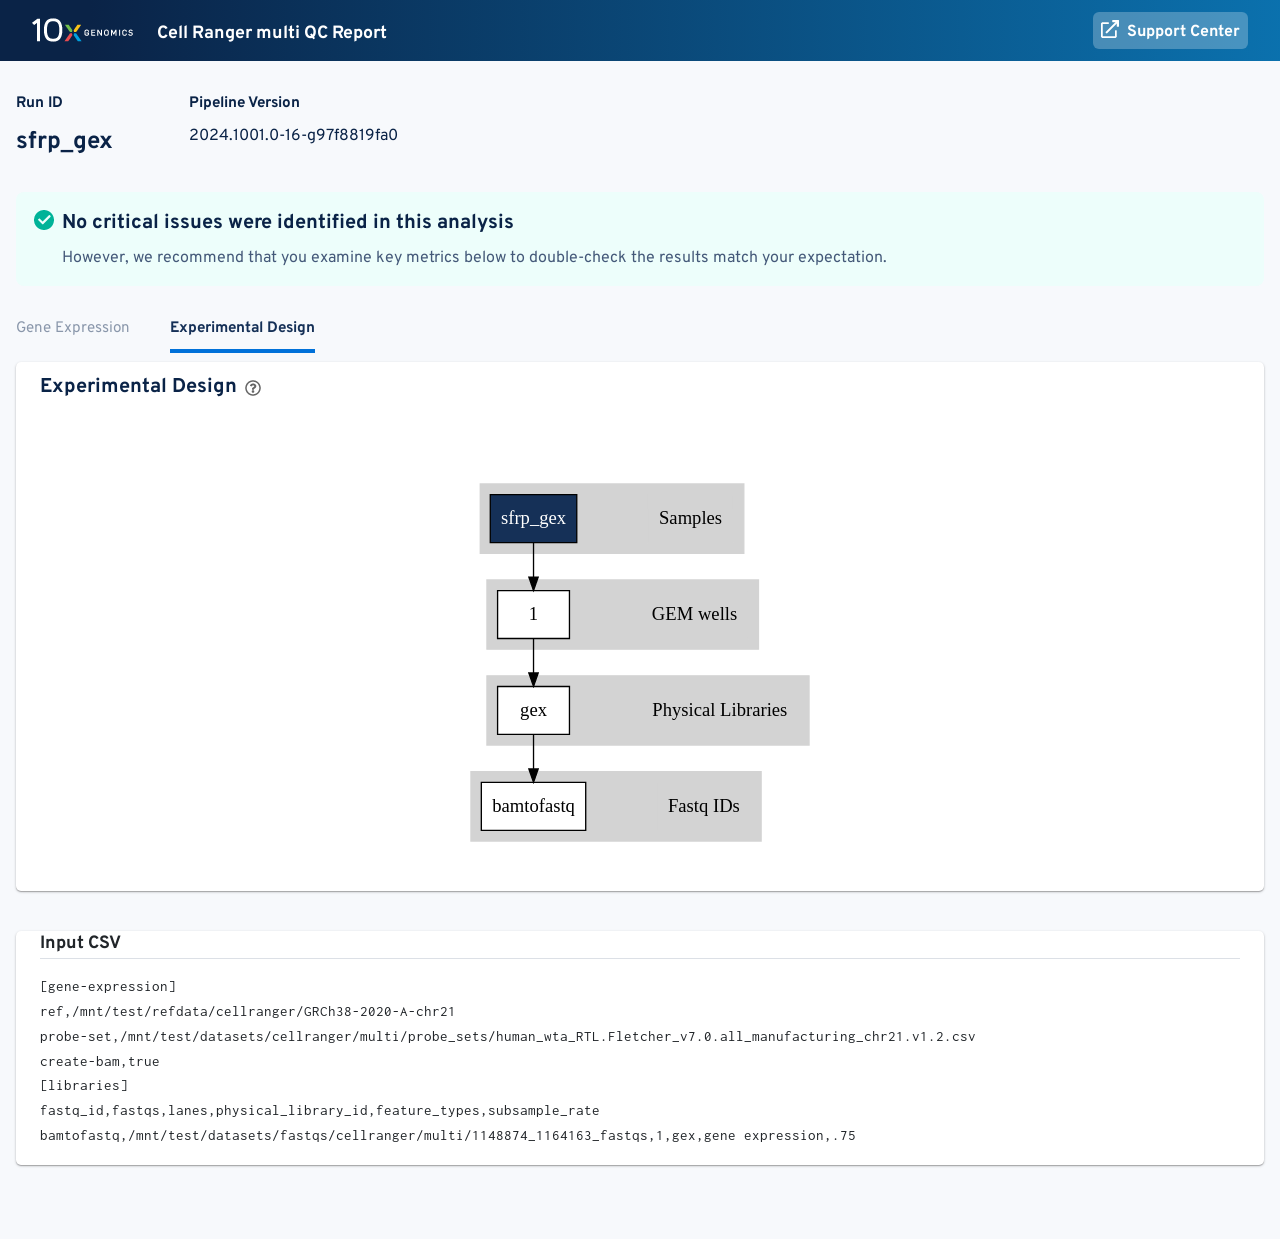 10X GENOMICS Cell Ranger multi QC Report Support Center
Run ID Pipeline Version
sfrp_gex 2024.1001.0-16-g97f8819fa0
No critical issues were identified in this analysis
However, we recommend that you examine key metrics below to double-check the results match your expectation.
Gene Expression Experimental Design
Experimental Design ?
sfrp_gex Samples
1 GEM wells
gex Physical Libraries
bamtofastq Fastq IDs
Input CSV
[gene-expression]
ref,/mnt/test/refdata/cellranger/GRCh38-2020-A-chr21
probe-set,/mnt/test/datasets/cellranger/multi/probe_sets/human_wta_RTL.Fletcher_v7.0.all_manufacturing_chr21.v1.2.csv
create-bam,true
[libraries]
fastq_id,fastqs,lanes,physical_library_id,feature_types,subsample_rate
bamtofastq,/mnt/test/datasets/fastqs/cellranger/multi/1148874_1164163_fastqs,1,gex,gene expression,.75